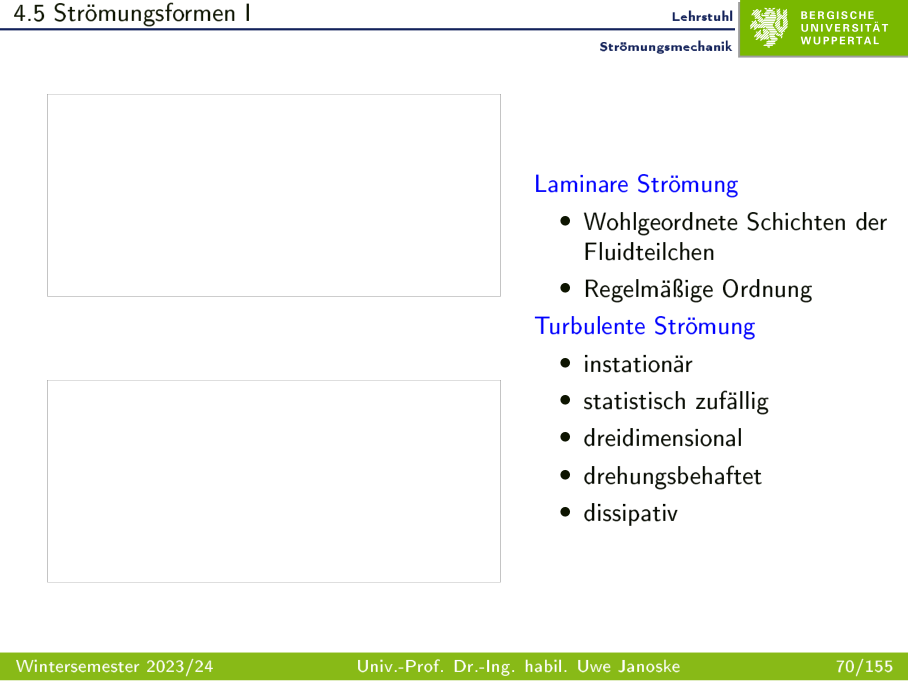 4.5 Strömungsformen I
Lehrstuhl
Strömungsmechanik
BERGISCHE
UNIVERSITÄT
WUPPERTAL
Laminare Strömung
• Wohlgeordnete Schichten der
Fluidteilchen
• Regelmäßige Ordnung
Turbulente Strömung
• instationär
• statistisch zufällig
• dreidimensional
• drehungsbehaftet
• dissipativ
Wintersemester 2023/24 Univ.-Prof. Dr.-Ing. habil. Uwe Janoske 70/155